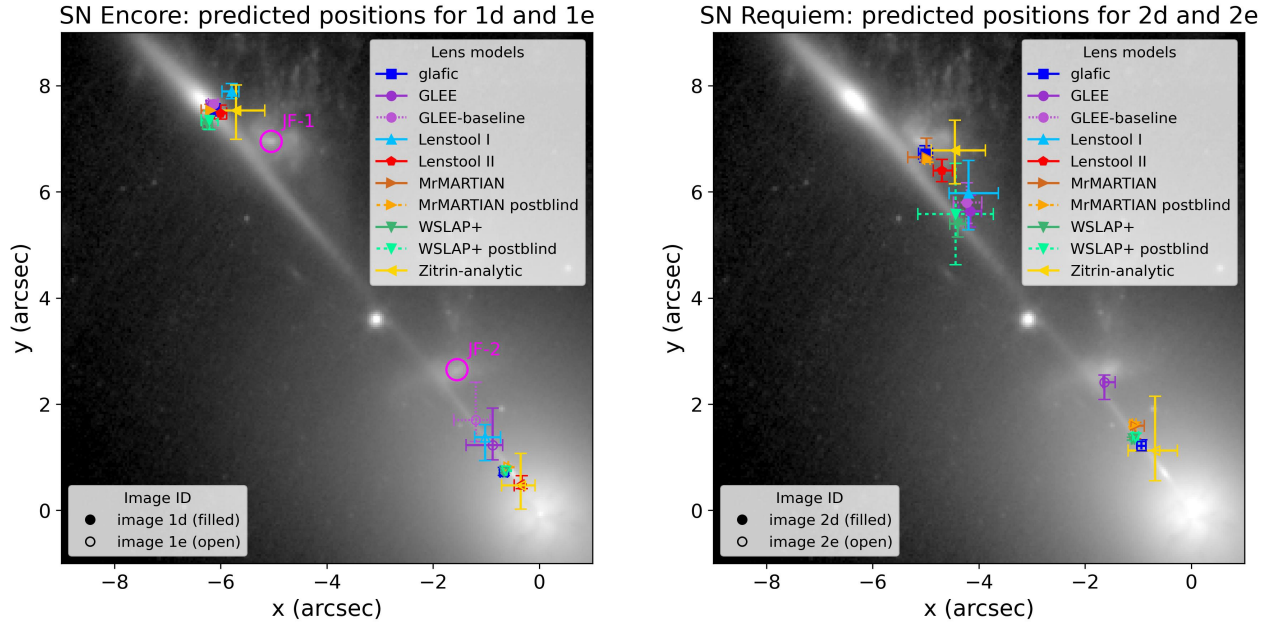 SN Encore: predicted positions for 1d and 1e
y (arcsec)
8
6
4
2
0
−8
−6
−4
−2
0
x (arcsec)
JF-1
JF-2
Lens models
glafic
GLEE
GLEE-baseline
Lenstool I
Lenstool II
MrMARTIAN
MrMARTIAN postblind
WSLAP+
WSLAP+ postblind
Zitrin-analytic
Image ID
image 1d (filled)
image 1e (open)
SN Requiem: predicted positions for 2d and 2e
y (arcsec)
8
6
4
2
0
−8
−6
−4
−2
0
x (arcsec)
Lens models
glafic
GLEE
GLEE-baseline
Lenstool I
Lenstool II
MrMARTIAN
MrMARTIAN postblind
WSLAP+
WSLAP+ postblind
Zitrin-analytic
Image ID
image 2d (filled)
image 2e (open)